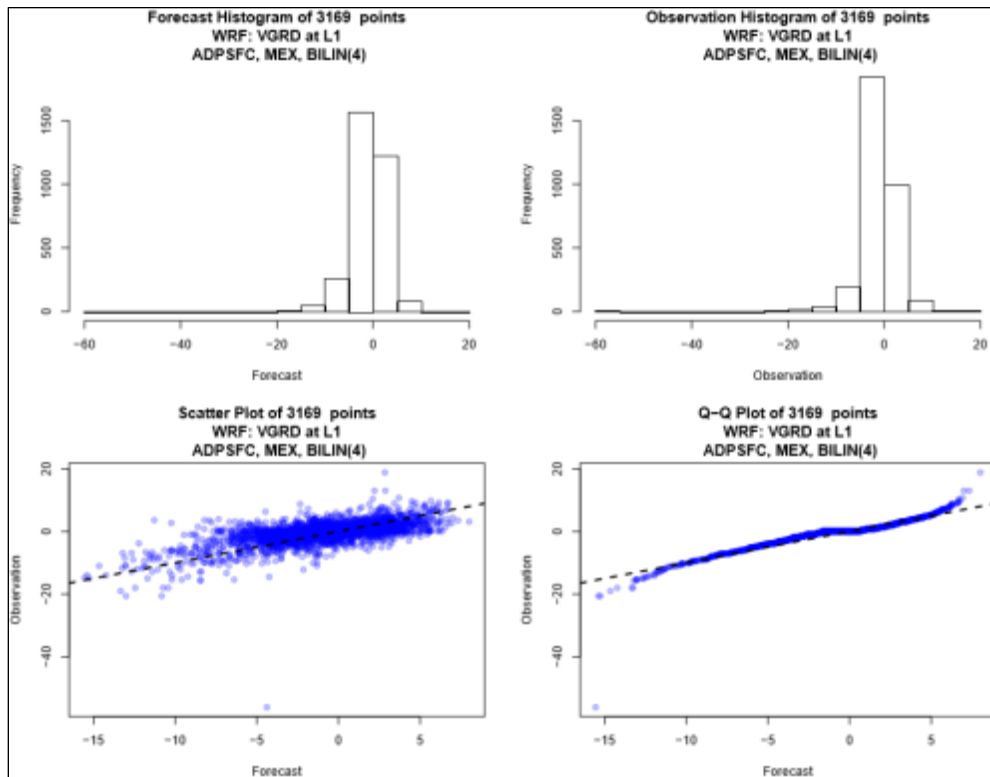 Forecast Histogram of 3169 points
WRF: VGRD at L1
ADPSFC, MEX, BILIN(4)
Frequency
0
500
1000
1500
−60
−40
−20
0
20
Forecast
Observation Histogram of 3169 points
WRF: VGRD at L1
ADPSFC, MEX, BILIN(4)
Frequency
0
500
1000
1500
−60
−40
−20
0
20
Observation
Scatter Plot of 3169 points
WRF: VGRD at L1
ADPSFC, MEX, BILIN(4)
Observation
20
0
−20
−40
−15
−10
−5
0
5
Forecast
Q−Q Plot of 3169 points
WRF: VGRD at L1
ADPSFC, MEX, BILIN(4)
Observation
20
0
−20
−40
−15
−10
−5
0
5
Forecast